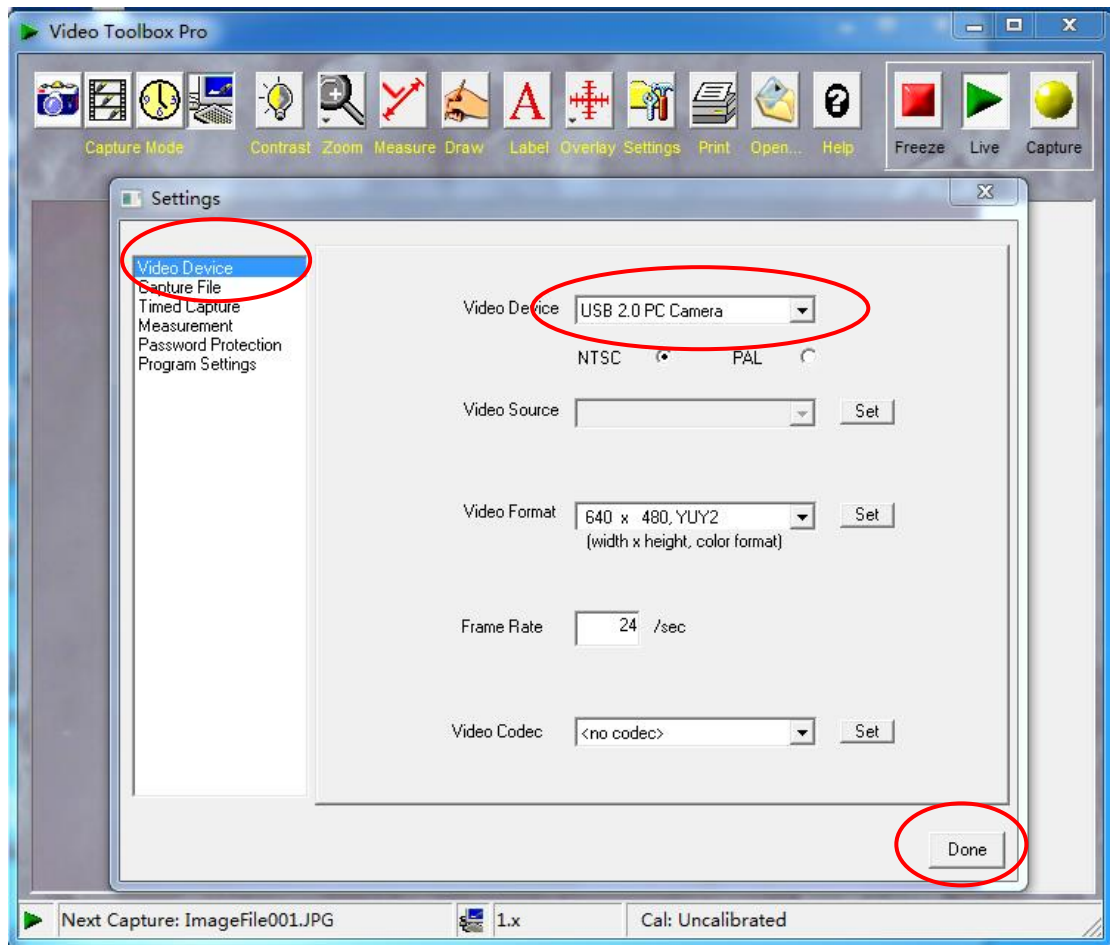 Video Toolbox Pro
Capture Mode Contrast Zoom Measure Draw Label Overlay Settings Print Open... Help Freeze Live Capture
Settings
Video Device
Capture File
Timed Capture
Measurement
Password Protection
Program Settings
Video Device USB 2.0 PC Camera
NTSC PAL
Video Source Set
Video Format 640 x 480, YUY2 Set
(width x height, color format)
Frame Rate 24 /sec
Video Codec <no codec> Set
Done
Next Capture: ImageFile001.JPG 1.x Cal: Uncalibrated